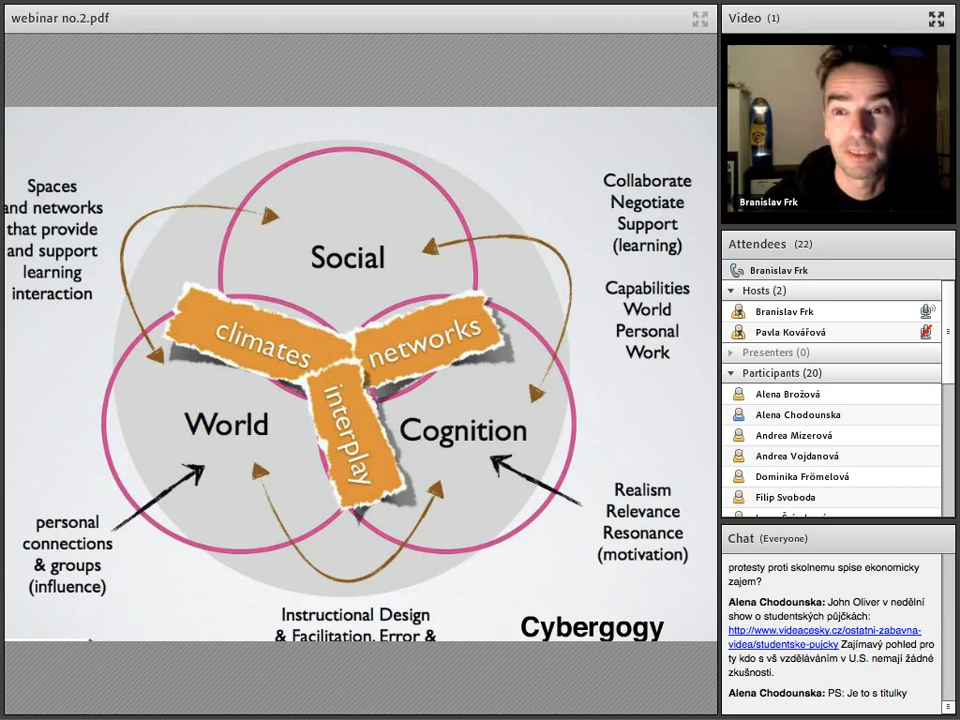 webinar no.2.pdf
Spaces
and networks
that provide
and support
learning
interaction
Social
Collaborate
Negotiate
Support
(learning)
Capabilities
World
Personal
Work
climates
networks
interplay
World
Cognition
personal
connections
& groups
(influence)
Realism
Relevance
Resonance
(motivation)
Instructional Design
& Facilitation, Error &
Cybergogy
Video (1)
Branislav Frk
Attendees (22)
Branislav Frk
Hosts (2)
Branislav Frk
Pavla Kovářová
Presenters (0)
Participants (20)
Alena Brožová
Alena Chodounska
Andrea Mizerová
Andrea Vojdanová
Dominika Frömelová
Filip Svoboda
Chat (Everyone)
protesty proti skolnemu spise ekonomicky
zajem?
Alena Chodounska: John Oliver v nedělní
show o studentských půjčkách:
http://www.videacesky.cz/ostatni-zabavna-
videa/studentske-pujcky Zajímavý pohled pro
ty kdo s vš vzděláváním v U.S. nemají žádné
zkušnosti.
Alena Chodounska: PS: Je to s titulky